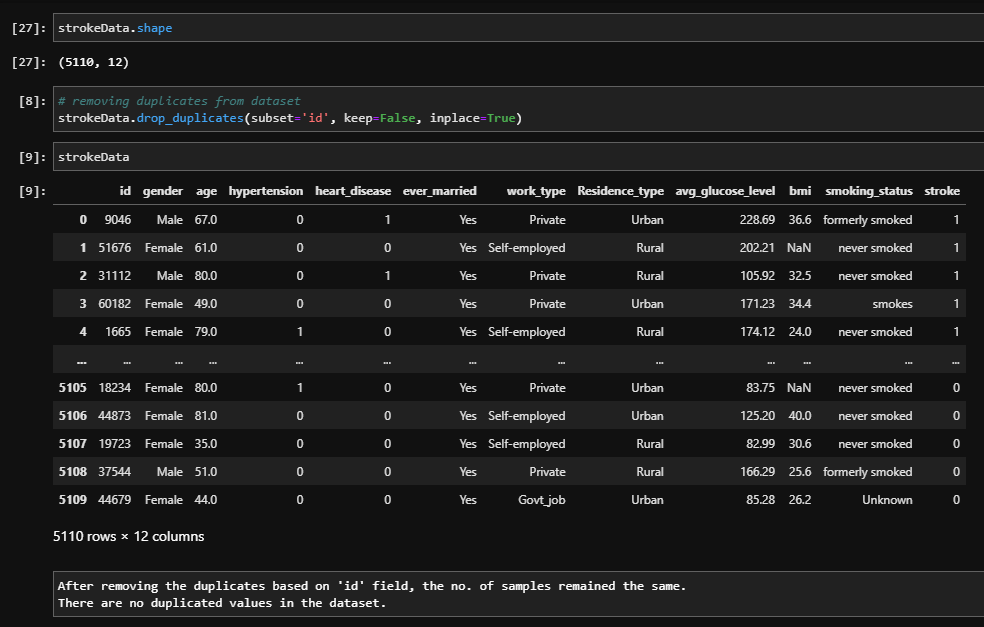 [27]: strokeData.shape
[27]: (5110, 12)
[8]: # removing duplicates from dataset
strokeData.drop_duplicates(subset='id', keep=False, inplace=True)
[9]: strokeData
[9]:
id gender age hypertension heart_disease ever_married work_type Residence_type avg_glucose_level bmi smoking_status stroke
0 9046 Male 67.0 0 1 Yes Private Urban 228.69 36.6 formerly smoked 1
1 51676 Female 61.0 0 0 Yes Self-employed Rural 202.21 NaN never smoked 1
2 31112 Male 80.0 0 1 Yes Private Rural 105.92 32.5 never smoked 1
3 60182 Female 49.0 0 0 Yes Private Urban 171.23 34.4 smokes 1
4 1665 Female 79.0 1 0 Yes Self-employed Rural 174.12 24.0 never smoked 1
... ... ... ... ... ... ... ... ... ... ... ... ...
5105 18234 Female 80.0 1 0 Yes Private Urban 83.75 NaN never smoked 0
5106 44873 Female 81.0 0 0 Yes Self-employed Urban 125.20 40.0 never smoked 0
5107 19723 Female 35.0 0 0 Yes Self-employed Rural 82.99 30.6 never smoked 0
5108 37544 Male 51.0 0 0 Yes Private Rural 166.29 25.6 formerly smoked 0
5109 44679 Female 44.0 0 0 Yes Govt_job Urban 85.28 26.2 Unknown 0
5110 rows × 12 columns
After removing the duplicates based on 'id' field, the no. of samples remained the same.
There are no duplicated values in the dataset.